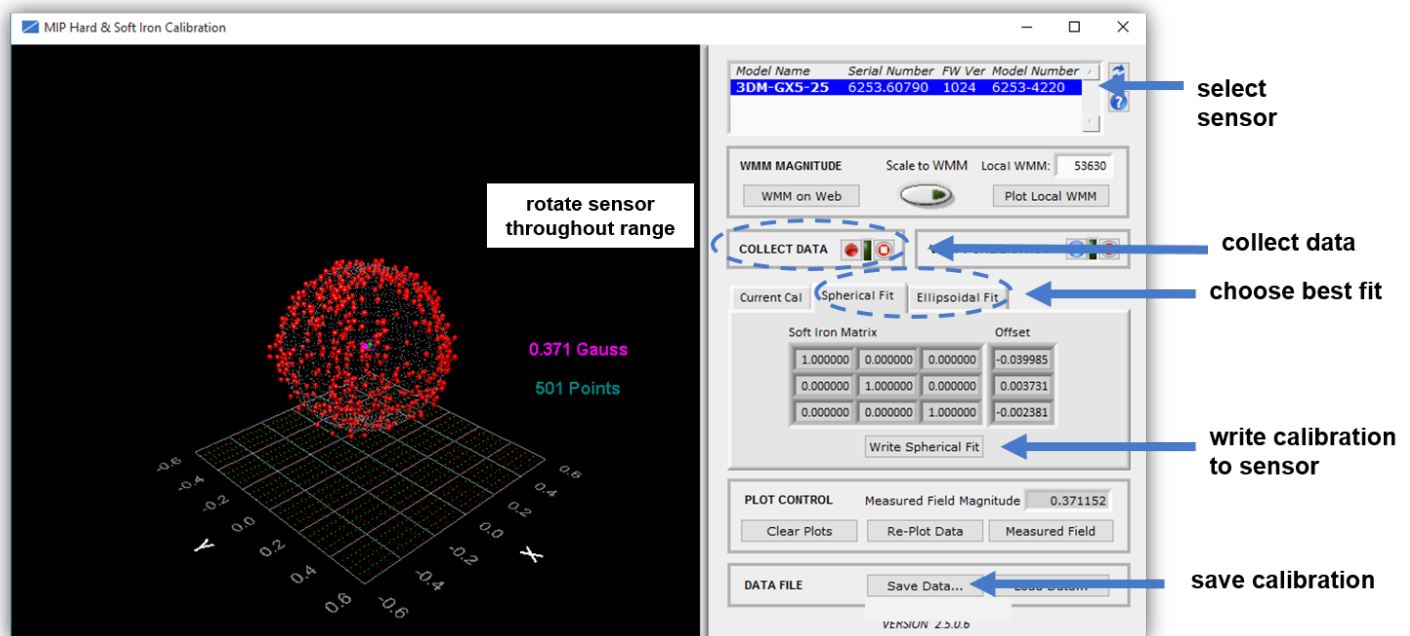 MIP Hard & Soft Iron Calibration
Model Name Serial Number FW Ver Model Number
3DM-GX5-25 6253.60790 1024 6253-4220
select
sensor
WMM MAGNITUDE Scale to WMM Local WMM: 53630
WMM on Web Plot Local WMM
rotate sensor
throughout range
COLLECT DATA
collect data
Current Cal Spherical Fit Ellipsoidal Fit
choose best fit
Soft Iron Matrix Offset
1.000000 0.000000 0.000000 -0.039985
0.000000 1.000000 0.000000 0.003731
0.000000 0.000000 1.000000 -0.002381
0.371 Gauss
501 Points
Write Spherical Fit
write calibration
to sensor
PLOT CONTROL Measured Field Magnitude 0.371152
Clear Plots Re-Plot Data Measured Field
DATA FILE Save Data...
save calibration
VERSION 2.5.0.6
-0.6
-0.4
-0.2
0.0
0.2
0.4
0.6
Y
0.6
0.4
0.2
0.0
-0.2
-0.4
-0.6
X